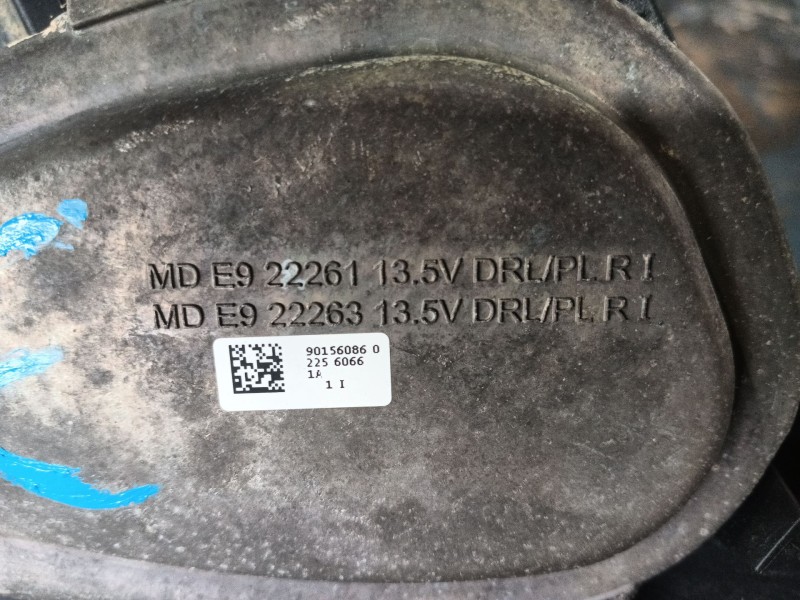 MD E9 22261 13.5V DRL/PL R I
MD E9 22263 13.5V DRL/PL R I
90156086 0
225 6066
1A
1 I